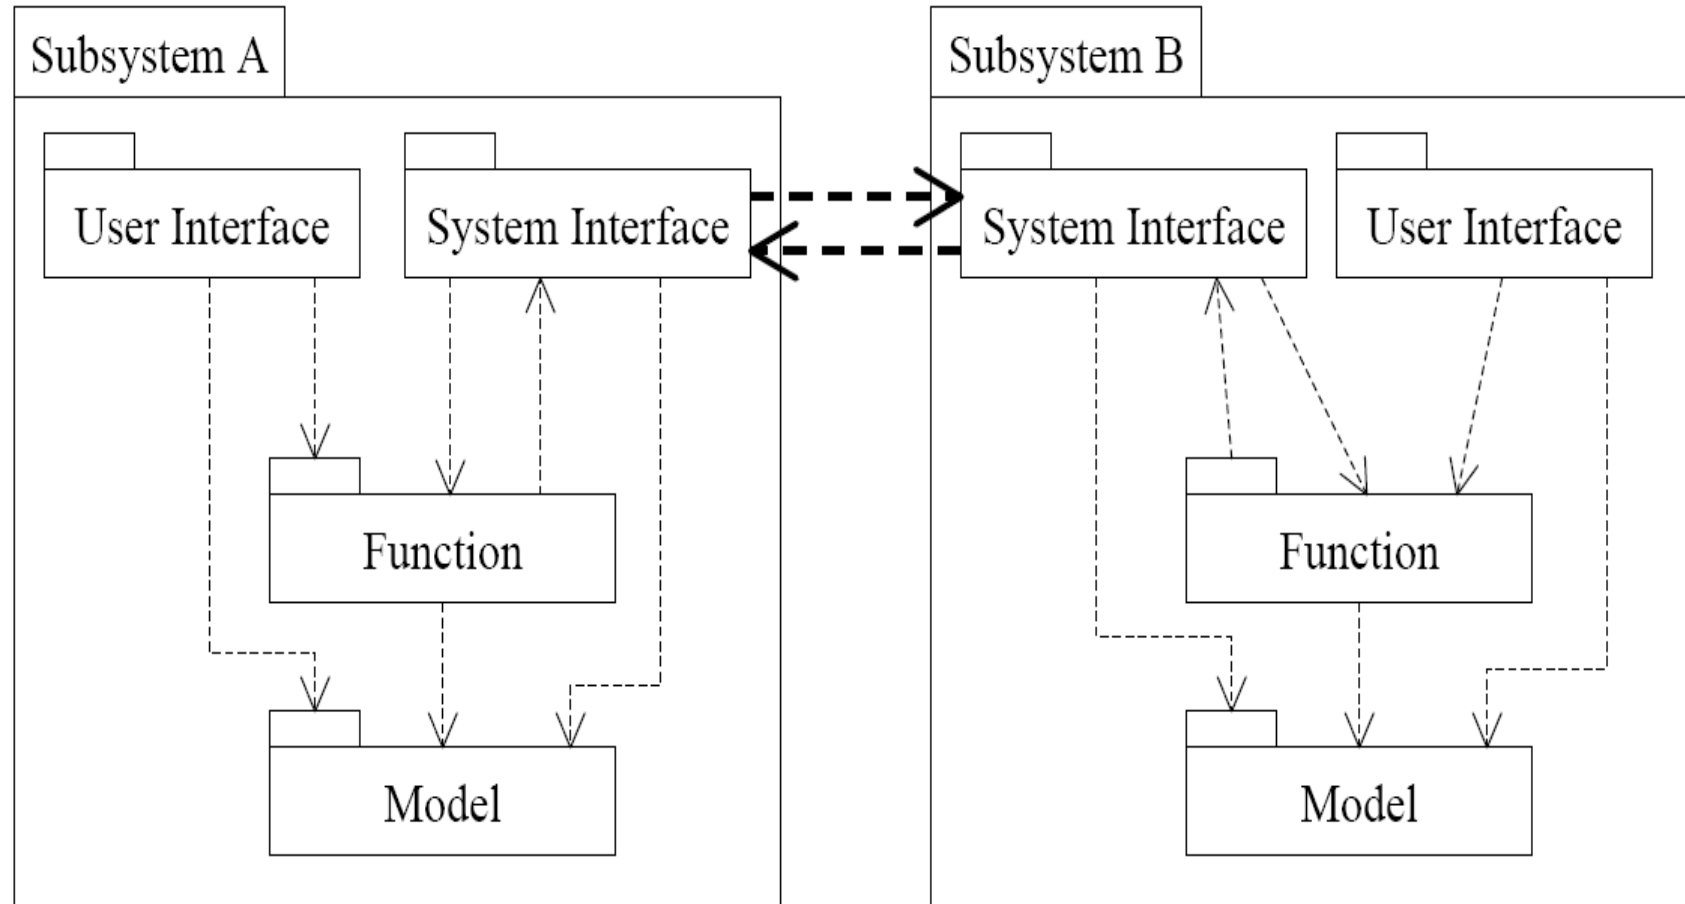 Subsystem A
Subsystem B
User Interface
System Interface
System Interface
User Interface
Function
Function
Model
Model